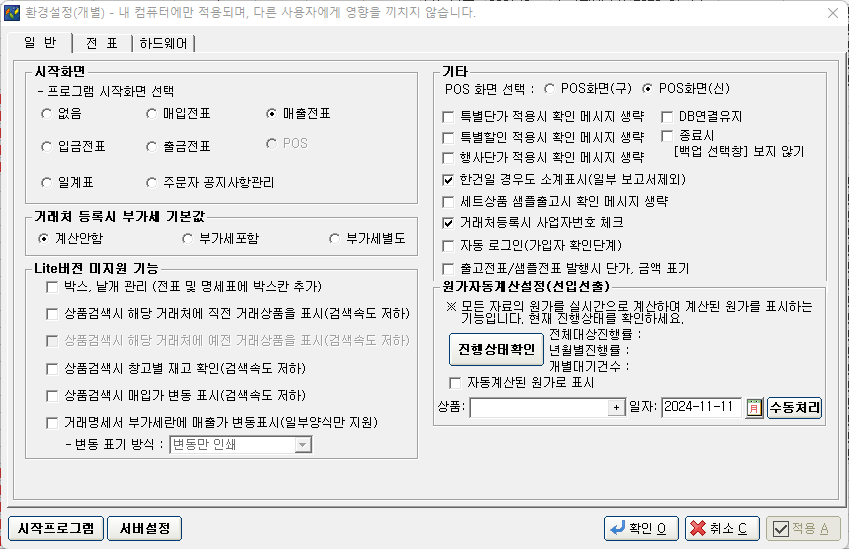 환경설정(개별) - 내 컴퓨터에만 적용되며, 다른 사용자에게 영향을 끼치지 않습니다.
일 반 전 표 하드웨어
시작화면
- 프로그램 시작화면 선택
없음 매입전표 매출전표
입금전표 출금전표 POS
일계표 주문자 공지사항관리
거래처 등록시 부가세 기본값
계산안함 부가세포함 부가세별도
Lite버전 미지원 기능
박스, 낱개 관리 (전표 및 명세표에 박스칸 추가)
상품검색시 해당 거래처에 직전 거래상품을 표시(검색속도 저하)
상품검색시 해당 거래처에 예전 거래상품을 표시(검색속도 저하)
상품검색시 창고별 재고 확인(검색속도 저하)
상품검색시 매입가 변동 표시(검색속도 저하)
거래명세서 부가세란에 매출가 변동표시(일부양식만 지원)
- 변동 표기 방식 : 변동만 인쇄
기타
POS 화면 선택 : POS화면(구) POS화면(신)
특별단가 적용시 확인 메시지 생략 DB연결유지
특별할인 적용시 확인 메시지 생략 종료시
행사단가 적용시 확인 메시지 생략 [백업 선택창] 보지 않기
한건일 경우도 소계표시(일부 보고서제외)
세트상품 샘플출고시 확인 메시지 생략
거래처등록시 사업자번호 체크
자동 로그인(가입자 확인단계)
출고전표/샘플전표 발행시 단가, 금액 표기
원가자동계산설정(선입선출)
※ 모든 자료의 원가를 실시간으로 계산하며 계산된 원가를 표시하는
기능입니다. 현재 진행상태를 확인하세요.
진행상태확인
전체대상진행률 :
년월별진행률 :
개별대기건수 :
자동계산된 원가로 표시
상품: + 일자: 2024-11-11 월 수동처리
시작프로그램 서버설정 확인 O 취소 C 적용 A